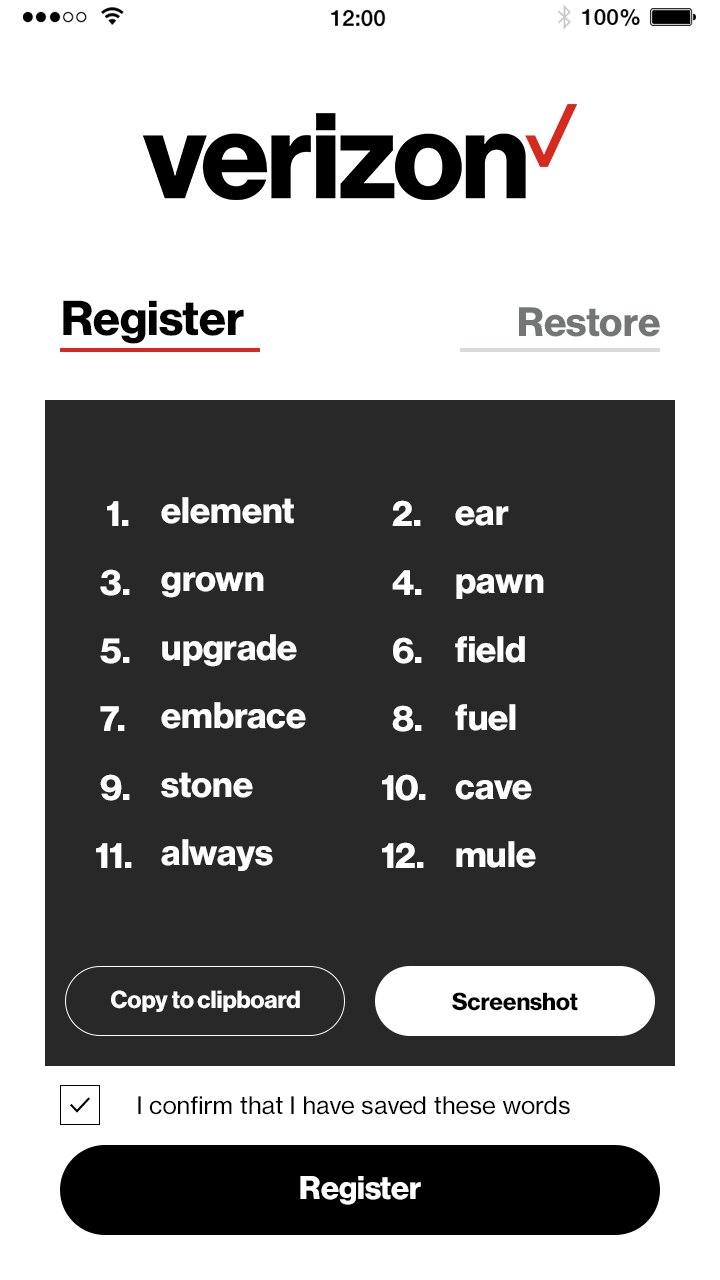 12:00 100%
verizon
Register Restore
1. element 2. ear
3. grown 4. pawn
5. upgrade 6. field
7. embrace 8. fuel
9. stone 10. cave
11. always 12. mule
Copy to clipboard Screenshot
I confirm that I have saved these words
Register